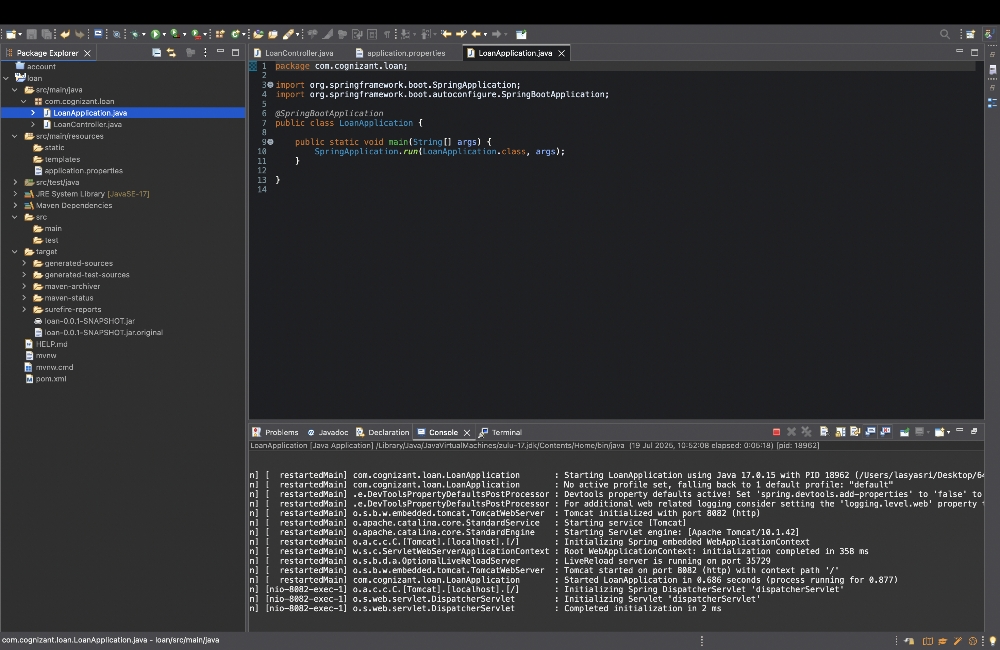 Package Explorer
account
loan
src/main/java
com.cognizant.loan
LoanApplication.java
LoanController.java
src/main/resources
static
templates
application.properties
src/test/java
JRE System Library [JavaSE-17]
Maven Dependencies
src
main
test
target
generated-sources
generated-test-sources
maven-archiver
maven-status
surefire-reports
loan-0.0.1-SNAPSHOT.jar
loan-0.0.1-SNAPSHOT.jar.original
HELP.md
mvnw
mvnw.cmd
pom.xml
LoanController.java application.properties LoanApplication.java
1 package com.cognizant.loan;
2
3 import org.springframework.boot.SpringApplication;
4 import org.springframework.boot.autoconfigure.SpringBootApplication;
5
6 @SpringBootApplication
7 public class LoanApplication {
8
9 public static void main(String[] args) {
10 SpringApplication.run(LoanApplication.class, args);
11 }
12
13 }
14
Problems Javadoc Declaration Console Terminal
LoanApplication [Java Application] /Library/Java/JavaVirtualMachines/zulu-17.jdk/Contents/Home/bin/java (19 Jul 2025, 10:52:08 elapsed: 0:05:18) [pid: 18962]
n] [  restartedMain] com.cognizant.loan.LoanApplication : Starting LoanApplication using Java 17.0.15 with PID 18962 (/Users/lasyasri/Desktop/64
n] [  restartedMain] com.cognizant.loan.LoanApplication : No active profile set, falling back to 1 default profile: "default"
n] [  restartedMain] .e.DevToolsPropertyDefaultsPostProcessor : Devtools property defaults active! Set 'spring.devtools.add-properties' to 'false' to
n] [  restartedMain] .e.DevToolsPropertyDefaultsPostProcessor : For additional web related logging consider setting the 'logging.level.web' property t
n] [  restartedMain] o.s.b.w.embedded.tomcat.TomcatWebServer : Tomcat initialized with port 8082 (http)
n] [  restartedMain] o.apache.catalina.core.StandardService : Starting service [Tomcat]
n] [  restartedMain] o.apache.catalina.core.StandardEngine : Starting Servlet engine: [Apache Tomcat/10.1.42]
n] [  restartedMain] o.a.c.c.C.[Tomcat].[localhost].[/] : Initializing Spring embedded WebApplicationContext
n] [  restartedMain] w.s.c.ServletWebServerApplicationContext : Root WebApplicationContext: initialization completed in 358 ms
n] [  restartedMain] o.s.b.d.a.OptionalLiveReloadServer : LiveReload server is running on port 35729
n] [  restartedMain] o.s.b.w.embedded.tomcat.TomcatWebServer : Tomcat started on port 8082 (http) with context path '/'
n] [  restartedMain] com.cognizant.loan.LoanApplication : Started LoanApplication in 0.686 seconds (process running for 0.877)
n] [nio-8082-exec-1] o.a.c.c.C.[Tomcat].[localhost].[/] : Initializing Spring DispatcherServlet 'dispatcherServlet'
n] [nio-8082-exec-1] o.s.web.servlet.DispatcherServlet : Initializing Servlet 'dispatcherServlet'
n] [nio-8082-exec-1] o.s.web.servlet.DispatcherServlet : Completed initialization in 2 ms
com.cognizant.loan.LoanApplication.java - loan/src/main/java